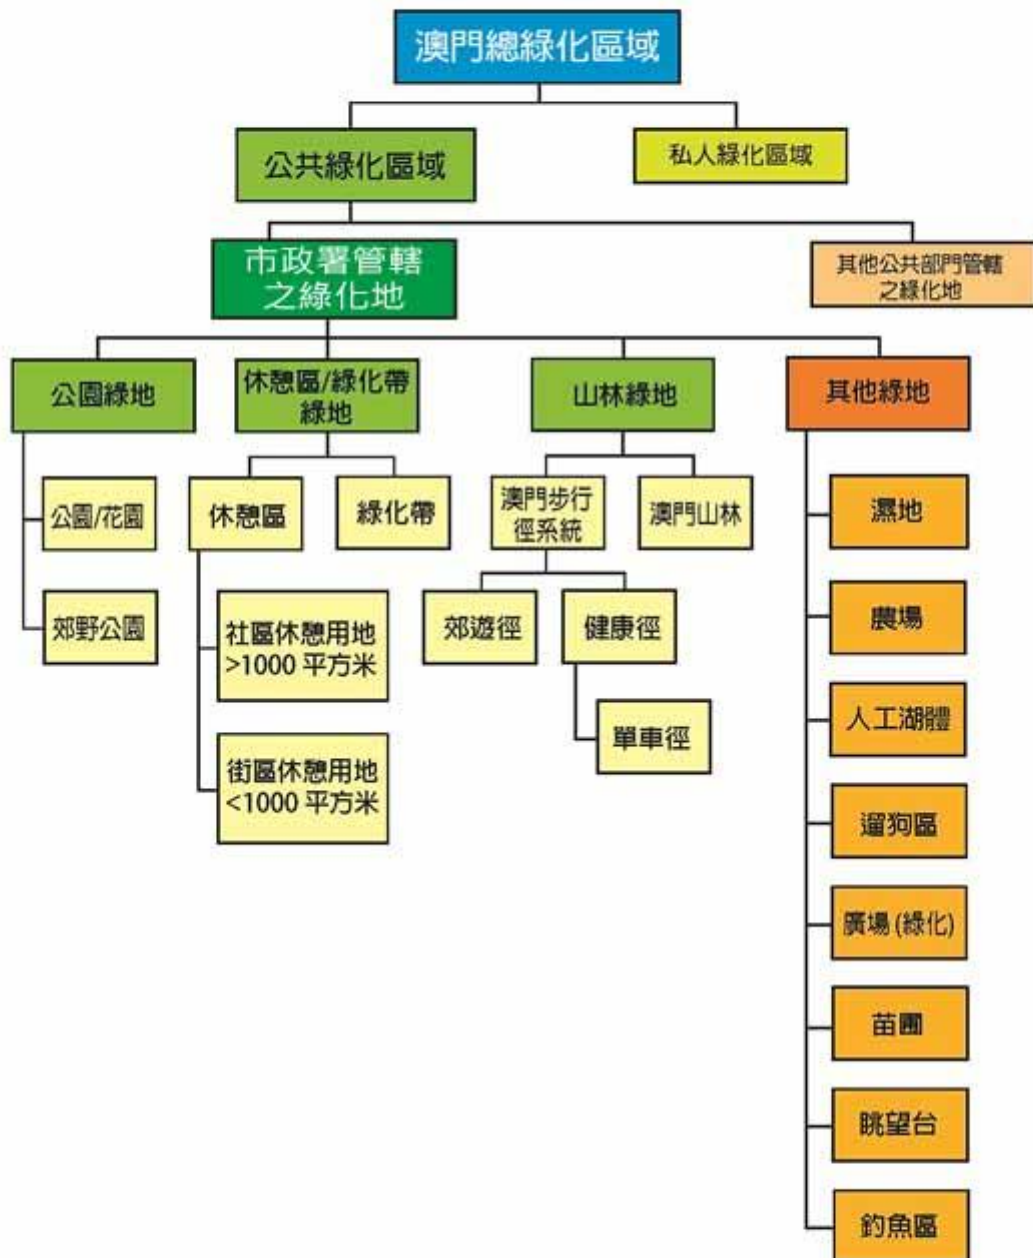 澳門總綠化區域
公共綠化區域
私人綠化區域
市政署管轄
之綠化地
其他公共部門管轄
之綠化地
公園綠地
休憩區/綠化帶
綠地
山林綠地
其他綠地
公園/花園
郊野公園
休憩區
綠化帶
社區休憩用地
>1000 平方米
街區休憩用地
<1000 平方米
澳門步行
徑系統
澳門山林
郊遊徑
健康徑
單車徑
濕地
農場
人工湖體
遛狗區
廣場 (綠化)
苗圃
眺望台
釣魚區